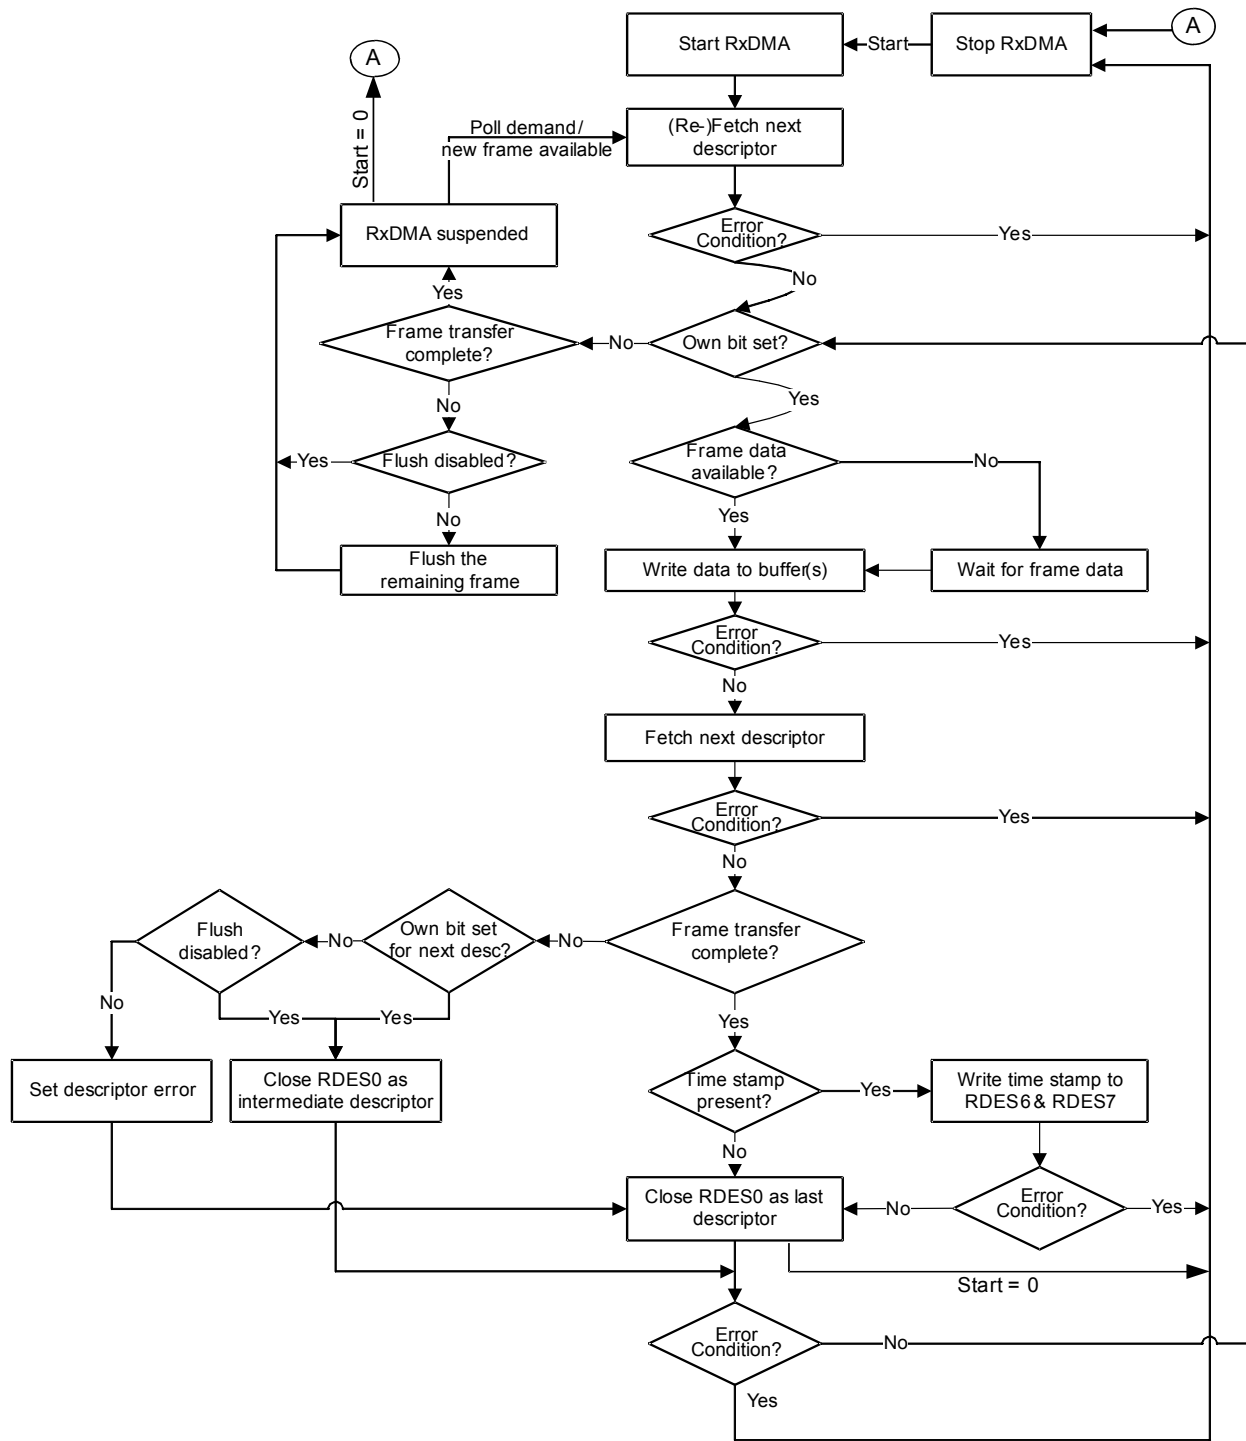 Start RxDMA
Start
Stop RxDMA
A
A
Start = 0
Poll demand/
new frame available
(Re-)Fetch next
descriptor
RxDMA suspended
Error
Condition?
Yes
No
Yes
Frame transfer
complete?
No
Own bit set?
No
Yes
Yes
Flush disabled?
Frame data
available?
No
No
Yes
Flush the
remaining frame
Write data to buffer(s)
Wait for frame data
Error
Condition?
Yes
No
Fetch next descriptor
Error
Condition?
Yes
No
Flush
disabled?
No
Own bit set
for next desc?
No
Frame transfer
complete?
No
Yes
Yes
Yes
Set descriptor error
Close RDES0 as
intermediate descriptor
Time stamp
present?
Yes
Write time stamp to
RDES6 & RDES7
No
Close RDES0 as last
descriptor
No
Error
Condition?
Yes
Start = 0
Error
Condition?
No
Yes